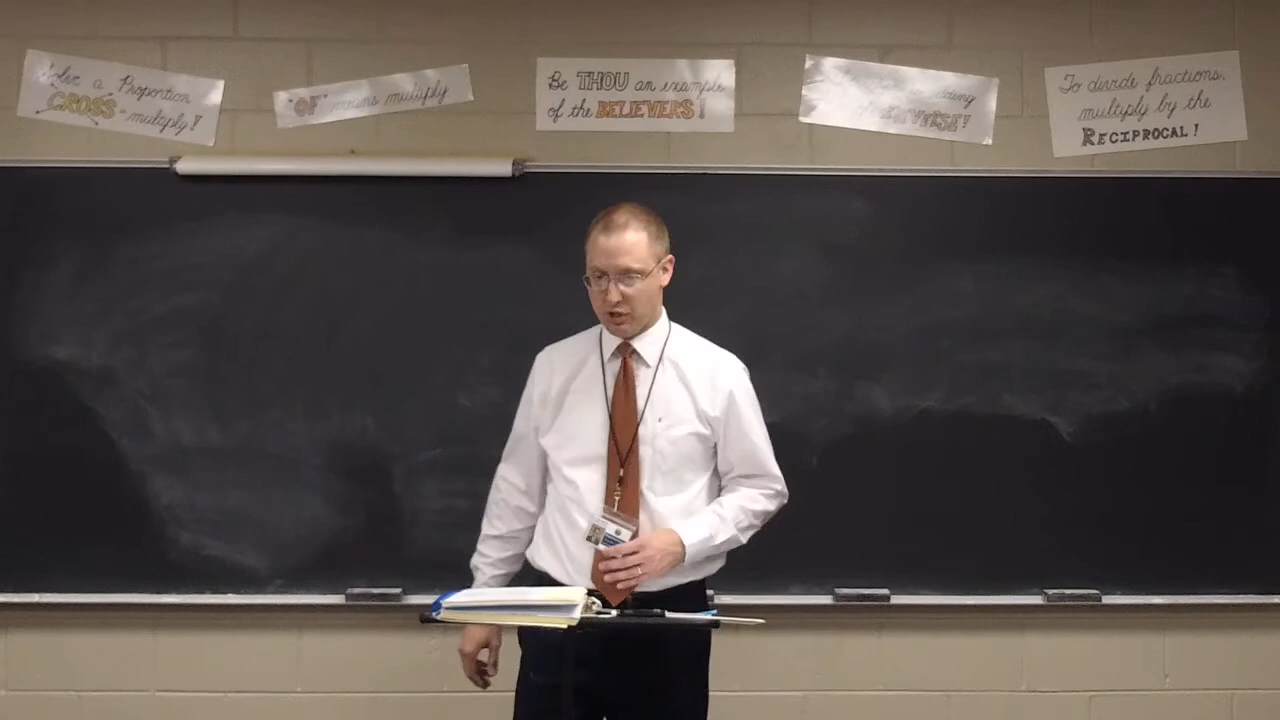 Solve a Proportion
CROSS-multiply!
"OF" means multiply
Be THOU an example
of the BELIEVERS!
To divide fractions,
multiply by the
RECIPROCAL!